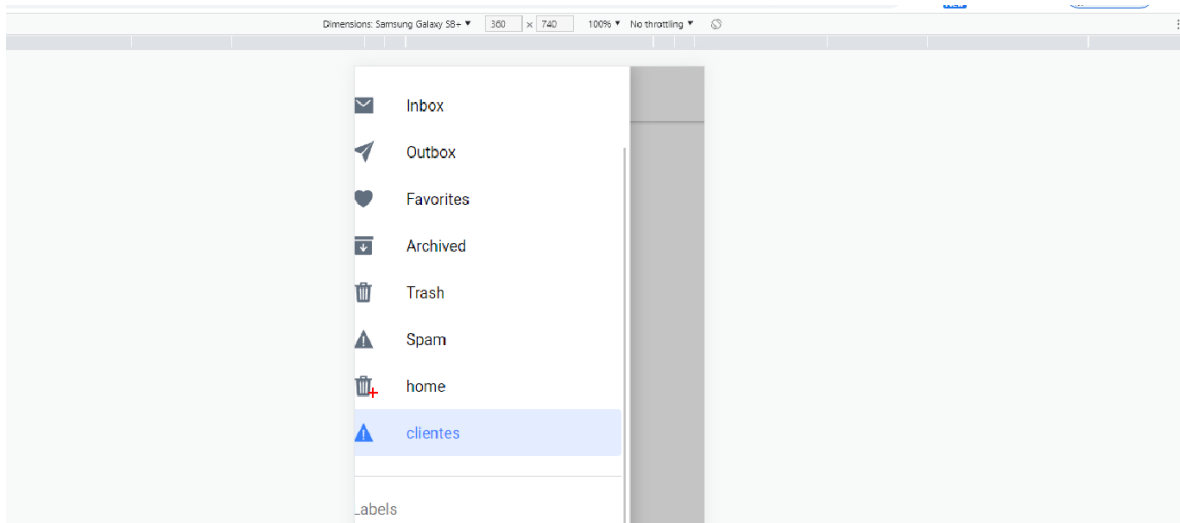 Dimensions: Samsung Galaxy S8+ ▼ 360 × 740 100% ▼ No throttling ▼
Inbox
Outbox
Favorites
Archived
Trash
Spam
home
clientes
Labels